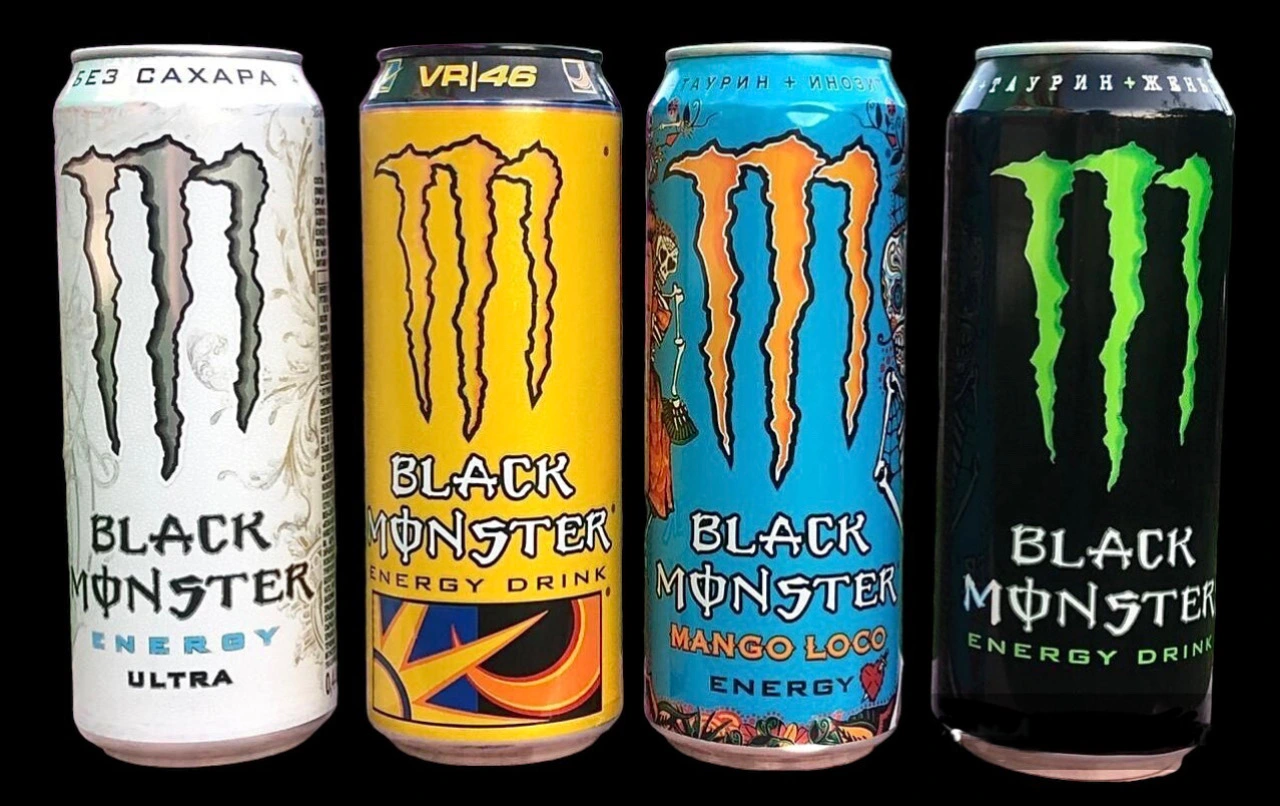 БЕЗ САХАРА
BLACK
MONSTER
ENERGY
ULTRA
VR|46
BLACK
MONSTER
ENERGY DRINK
ТАУРИН + ИНОЗИТ
BLACK
MONSTER
MANGO LOCO
ENERGY
ТАУРИН + ЖЕНЬ
BLACK
MONSTER
ENERGY DRINK